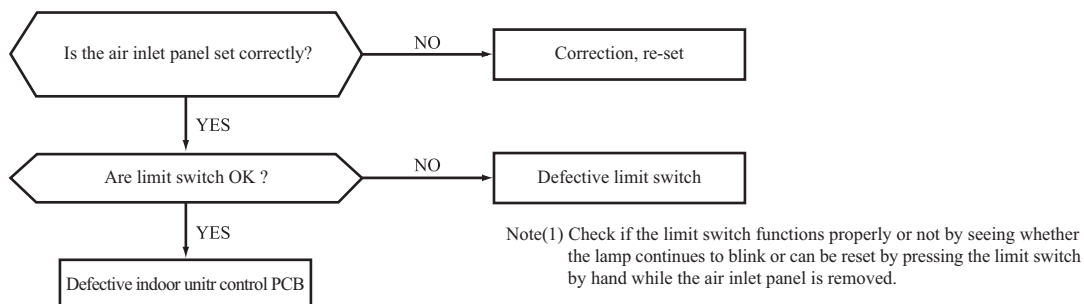 Is the air inlet panel set correctly?
NO
Correction, re-set
YES
Are limit switch OK ?
NO
Defective limit switch
YES
Defective indoor unitr control PCB
Note(1) Check if the limit switch functions properly or not by seeing whether
the lamp continues to blink or can be reset by pressing the limit switch
by hand while the air inlet panel is removed.